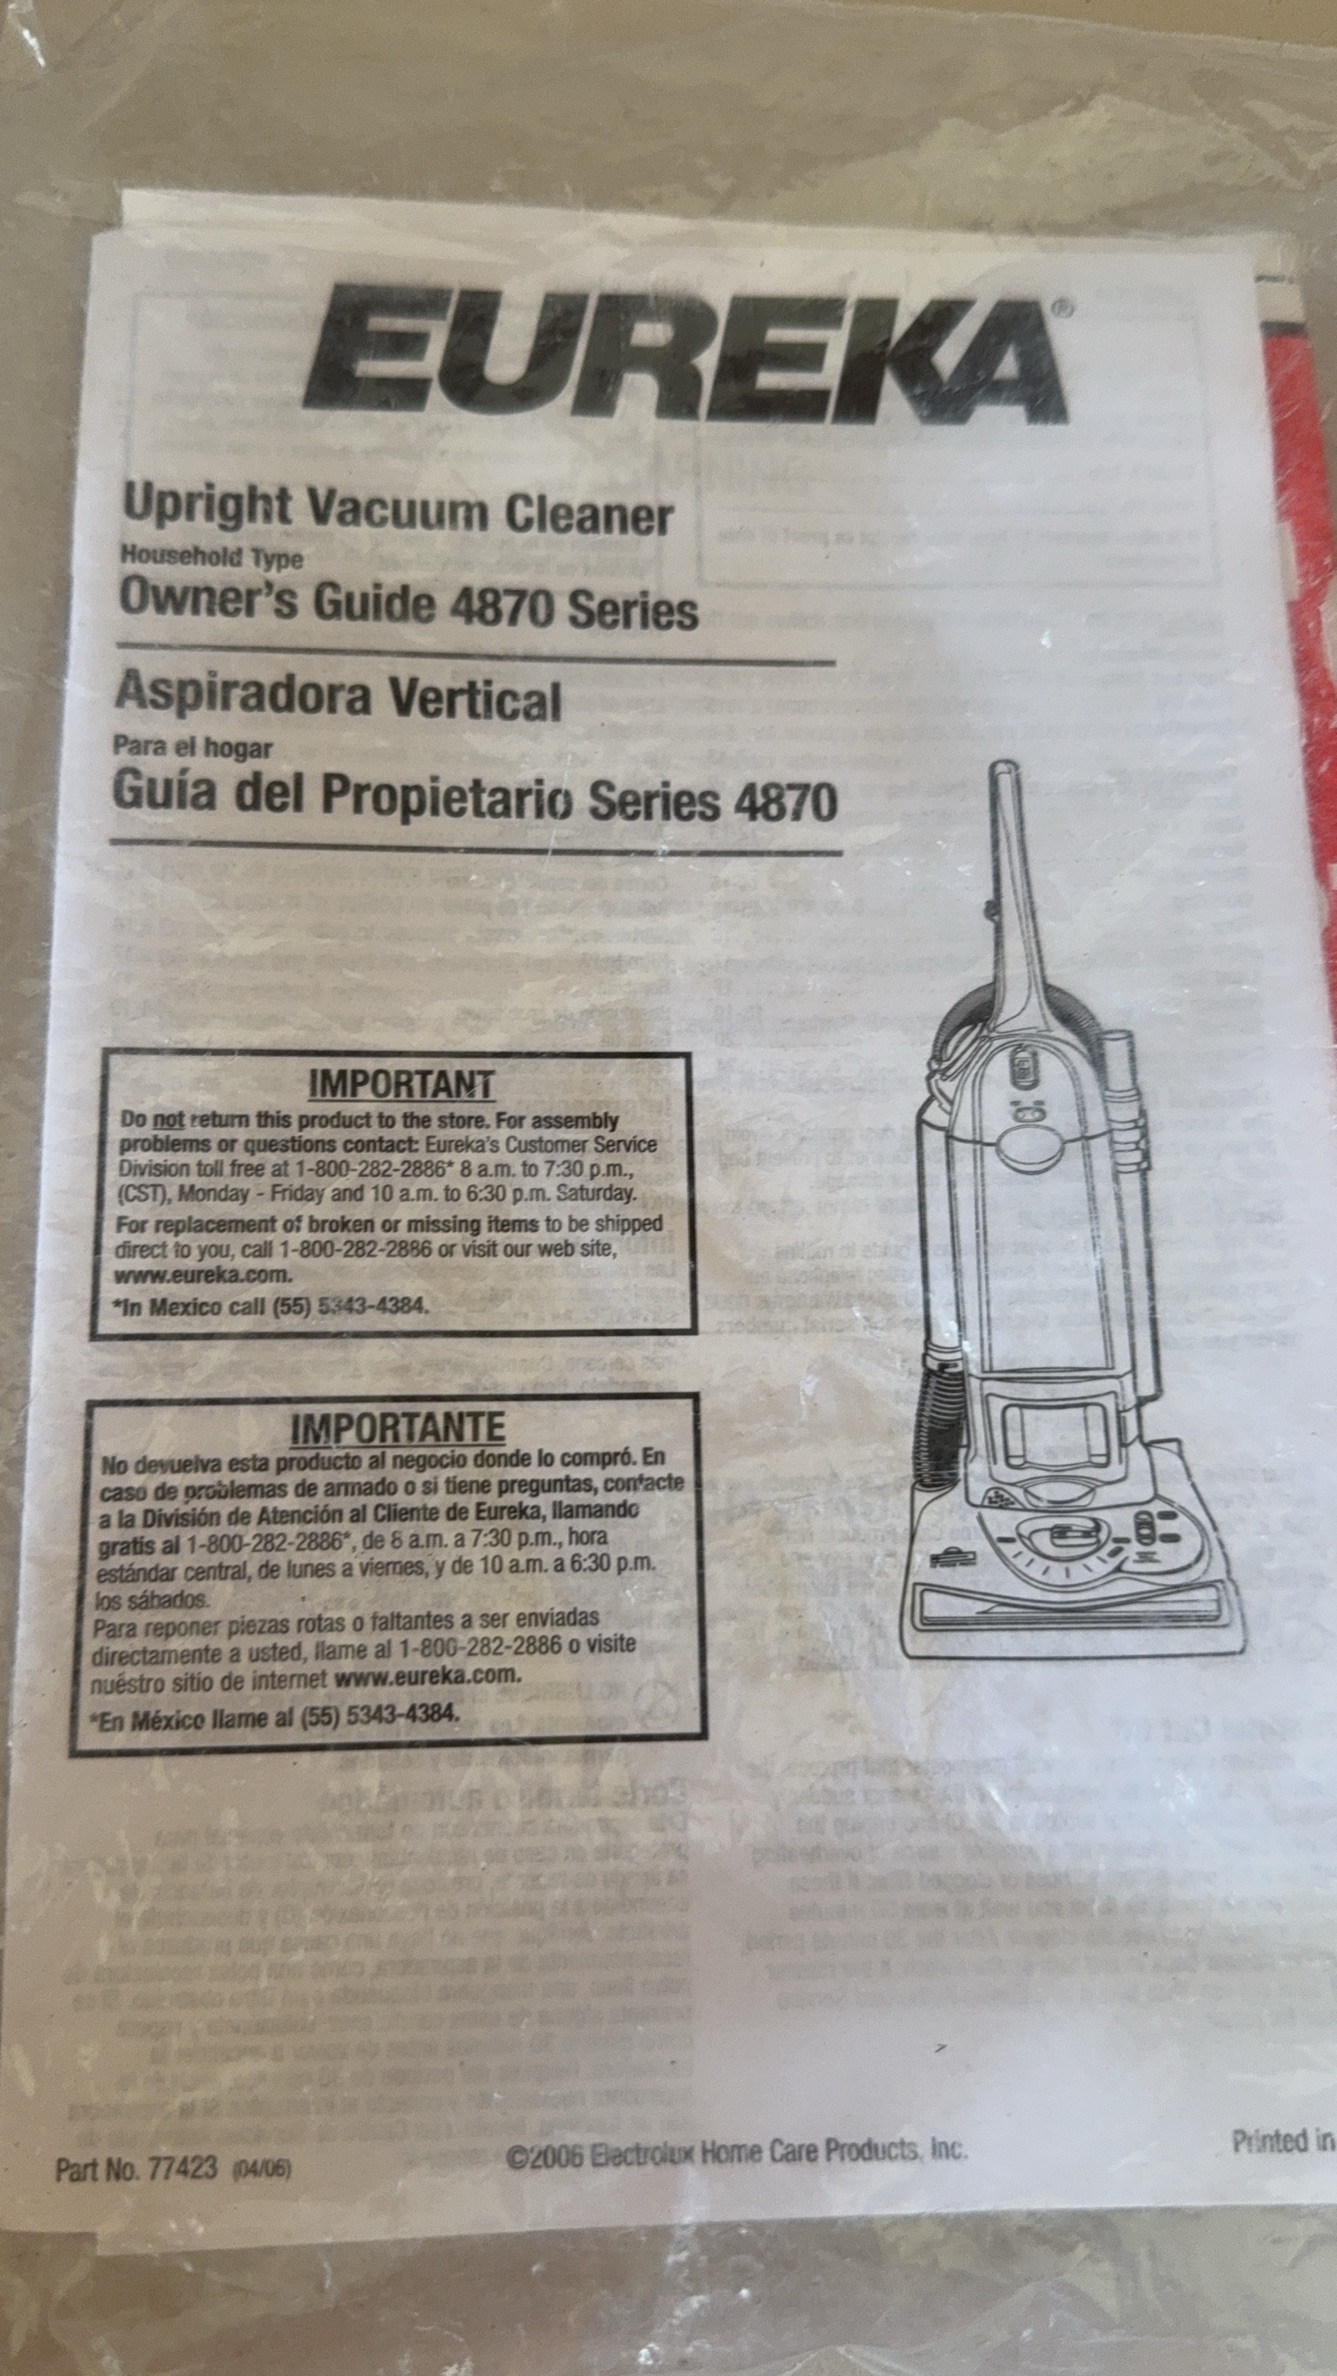 EUREKA®
Upright Vacuum Cleaner
Household Type
Owner's Guide 4870 Series
Aspiradora Vertical
Para el hogar
Guía del Propietario Series 4870
IMPORTANT
Do not return this product to the store. For assembly
problems or questions contact: Eureka's Customer Service
Division toll free at 1-800-282-2886* 8 a.m. to 7:30 p.m.,
(CST), Monday - Friday and 10 a.m. to 6:30 p.m. Saturday.
For replacement of broken or missing items to be shipped
direct to you, call 1-800-282-2886 or visit our web site,
www.eureka.com.
*In Mexico call (55) 5343-4384.
IMPORTANTE
No devuelva esta producto al negocio donde lo compró. En
caso de problemas de armado o si tiene preguntas, contacte
a la División de Atención al Cliente de Eureka, llamando
gratis al 1-800-282-2886*, de 8 a.m. a 7:30 p.m., hora
estándar central, de lunes a viernes, y de 10 a.m. a 6:30 p.m.
los sábados.
Para reponer piezas rotas o faltantes a ser enviadas
directamente a usted, llame al 1-800-282-2886 o visite
nuéstro sitio de internet www.eureka.com.
*En México llame al (55) 5343-4384.
Part No. 77423 (04/06)
©2006 Electrolux Home Care Products, Inc.
Printed in